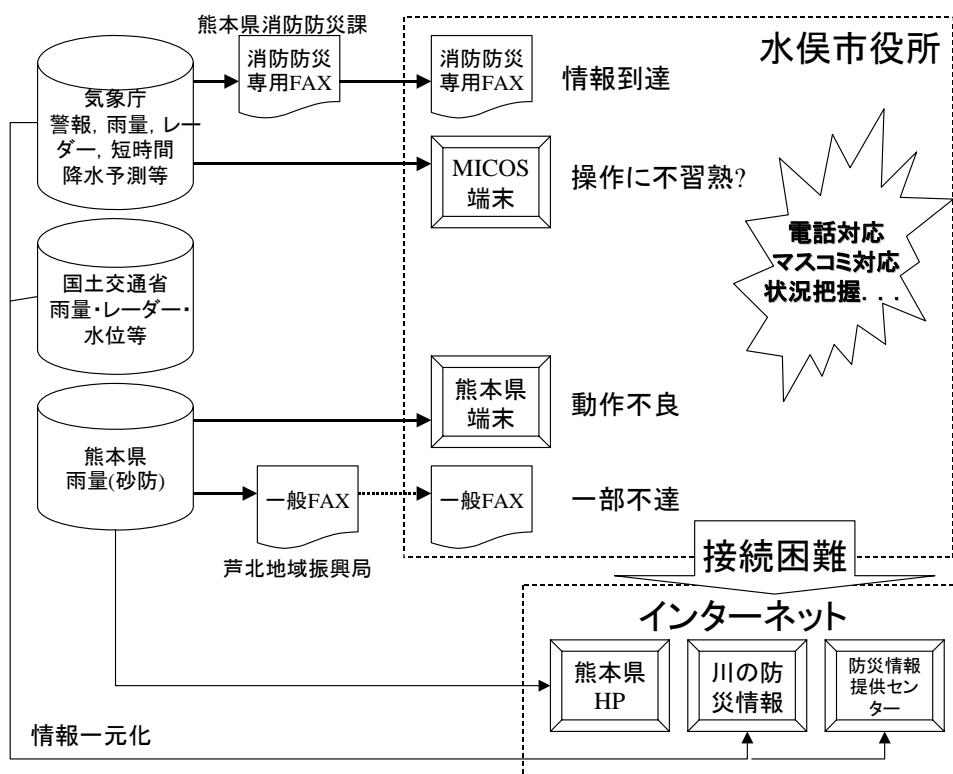 熊本県消防防災課
水俣市役所
気象庁
警報, 雨量, レー
ダー, 短時間
降水予測等
消防防災
専用FAX
消防防災
専用FAX
情報到達
MICOS
端末
操作に不習熟?
電話対応
マスコミ対応
状況把握. . .
国土交通省
雨量・レーダー・
水位等
熊本県
端末
動作不良
熊本県
雨量(砂防)
一般FAX
一般FAX
一部不達
芦北地域振興局
接続困難
インターネット
熊本県
HP
川の防
災情報
防災情報
提供セン
ター
情報一元化